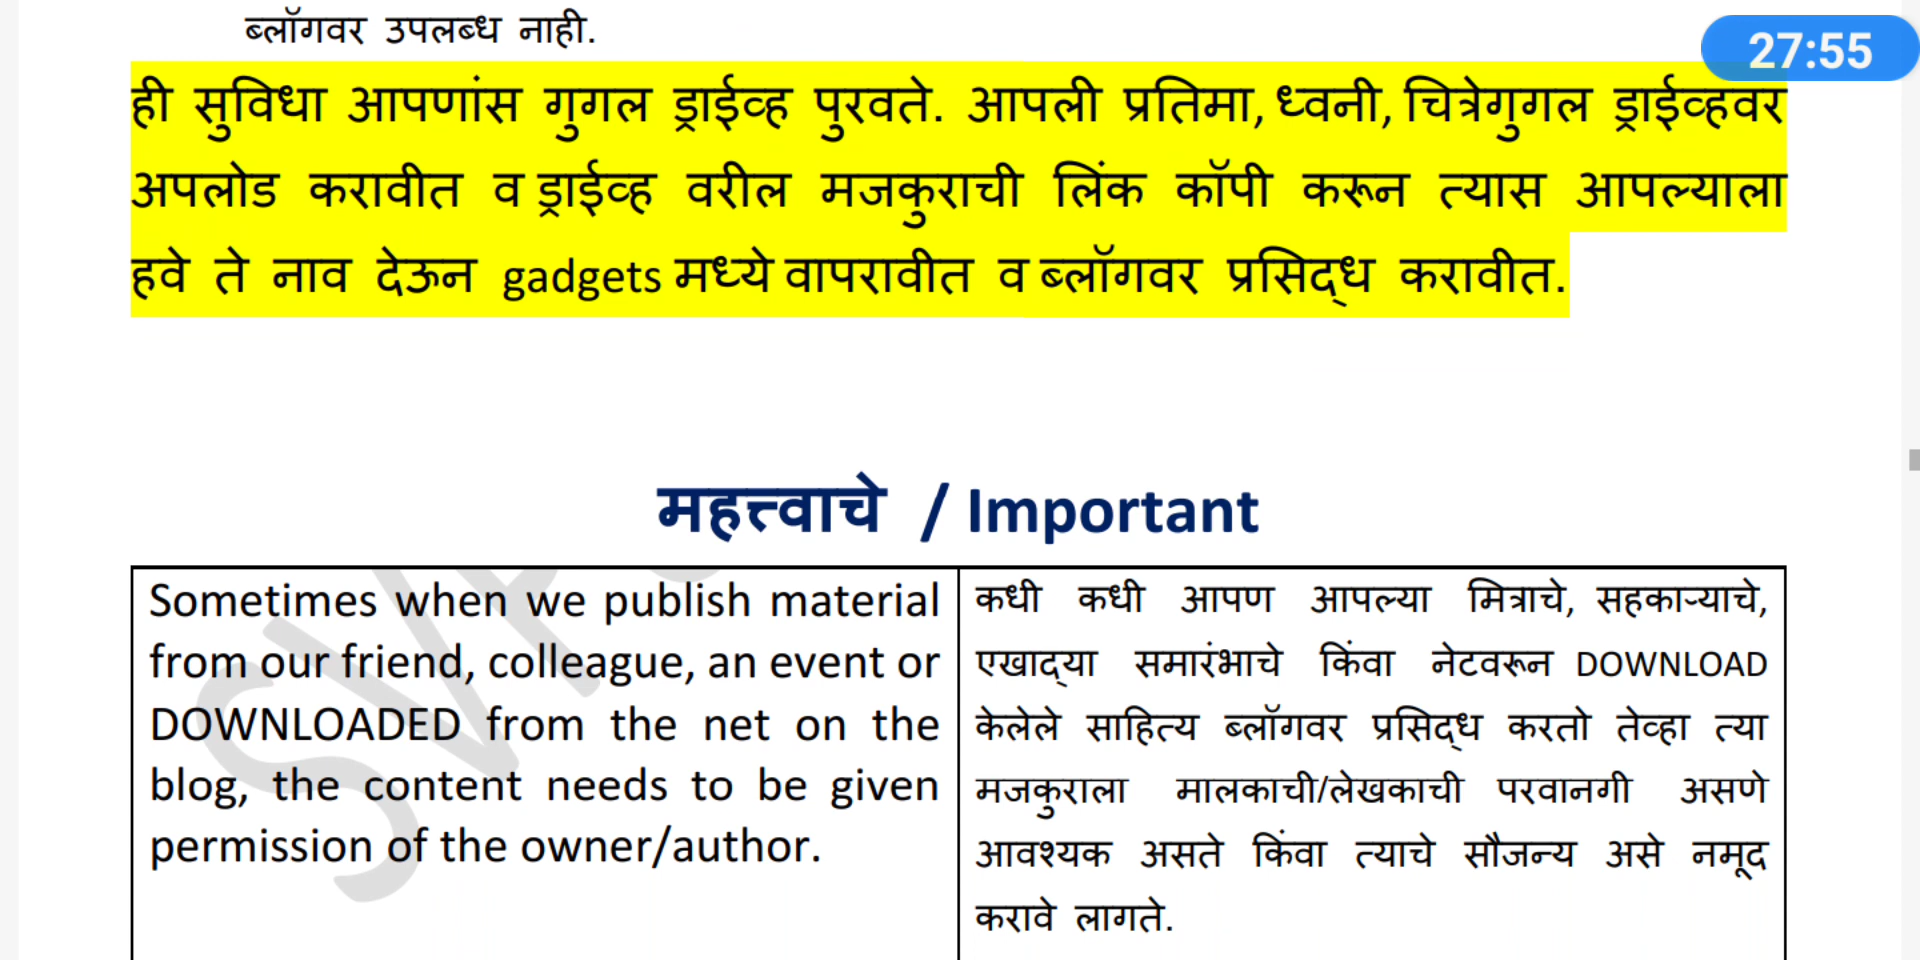 ब्लॉगवर उपलब्ध नाही.
27:55
ही सुविधा आपणांस गुगल ड्राईव्ह पुरवते. आपली प्रतिमा, ध्वनी, चित्रेगुगल ड्राईव्हवर
अपलोड करावीत व ड्राईव्ह वरील मजकुराची लिंक कॉपी करून त्यास आपल्याला
हवे ते नाव देऊन gadgets मध्ये वापरावीत व ब्लॉगवर प्रसिद्ध करावीत.
महत्त्वाचे / Important
Sometimes when we publish material
from our friend, colleague, an event or
DOWNLOADED from the net on the
blog, the content needs to be given
permission of the owner/author.
कधी कधी आपण आपल्या मित्राचे, सहकाऱ्याचे,
एखाद्या समारंभाचे किंवा नेटवरून DOWNLOAD
केलेले साहित्य ब्लॉगवर प्रसिद्ध करतो तेव्हा त्या
मजकुराला मालकाची/लेखकाची परवानगी असणे
आवश्यक असते किंवा त्याचे सौजन्य असे नमूद
करावे लागते.